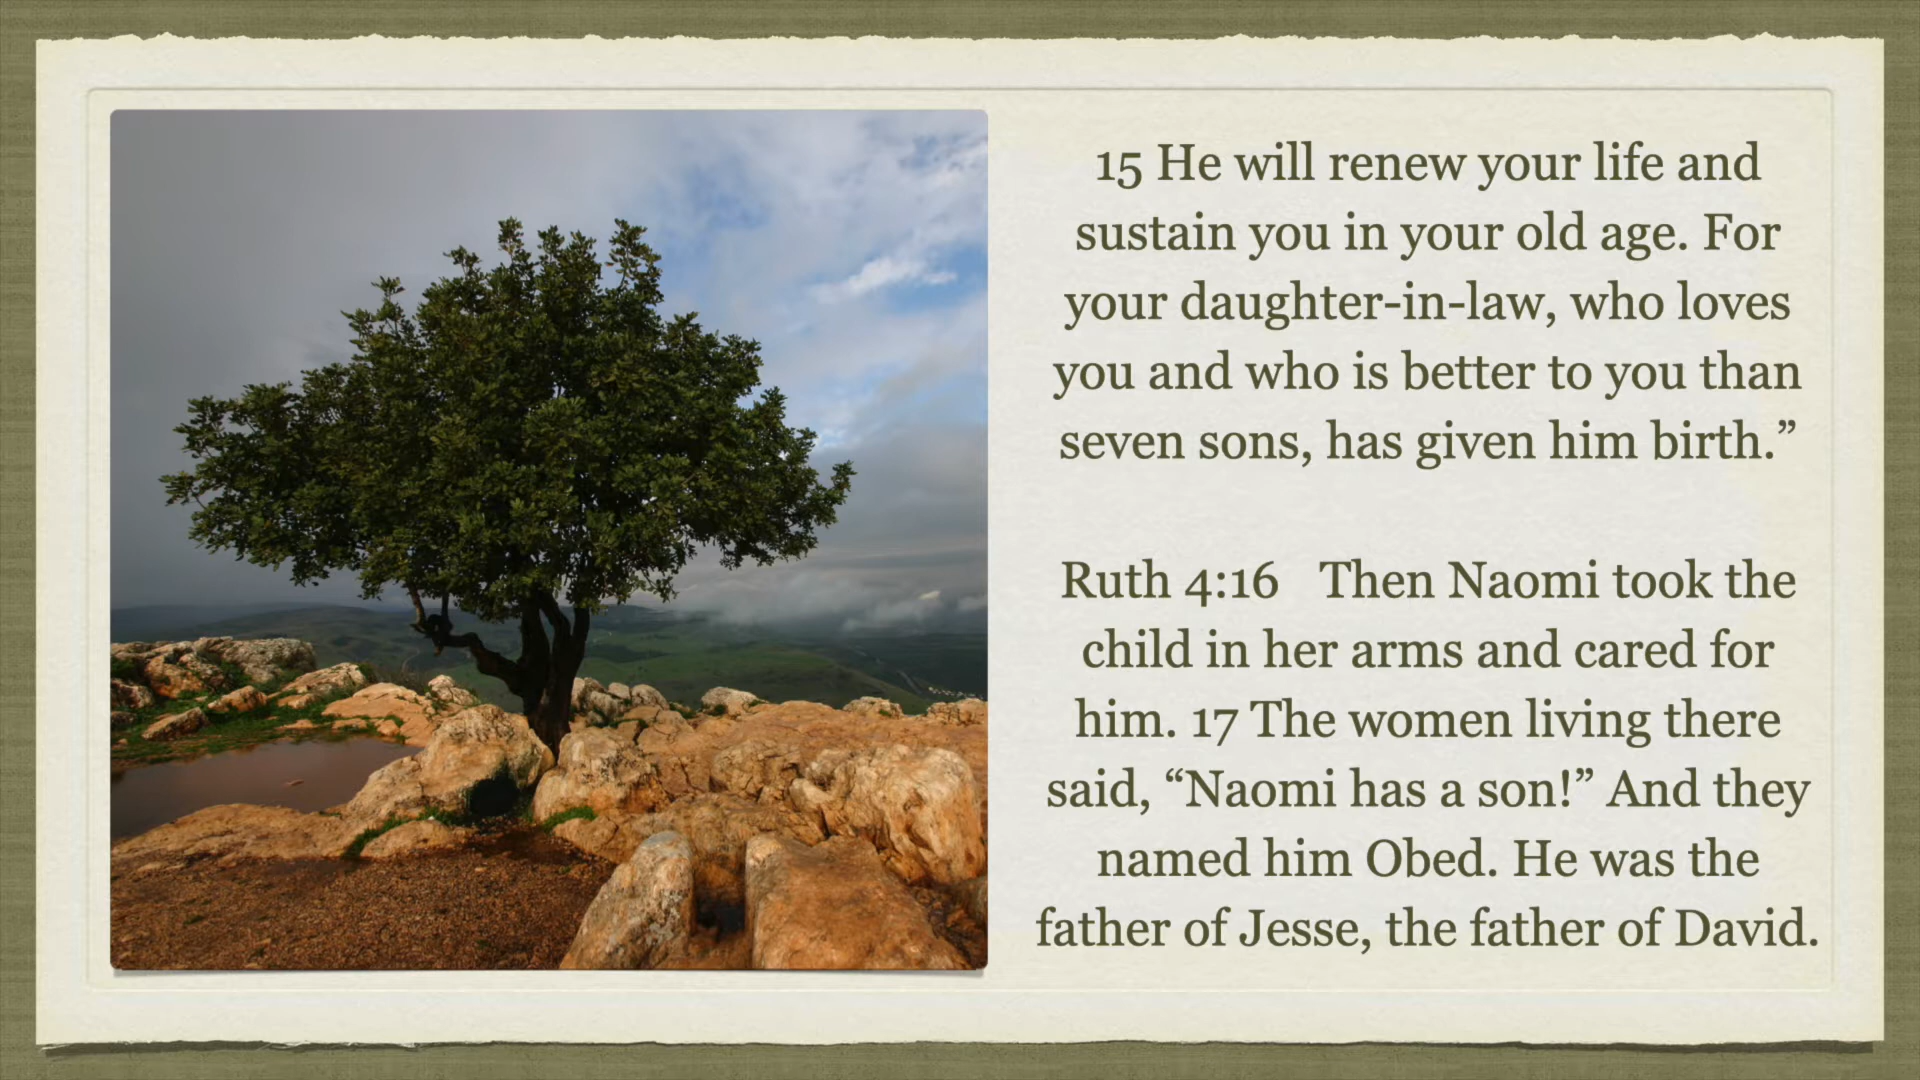 15 He will renew your life and
sustain you in your old age. For
your daughter-in-law, who loves
you and who is better to you than
seven sons, has given him birth.”
Ruth 4:16   Then Naomi took the
child in her arms and cared for
him. 17 The women living there
said, “Naomi has a son!” And they
named him Obed. He was the
father of Jesse, the father of David.